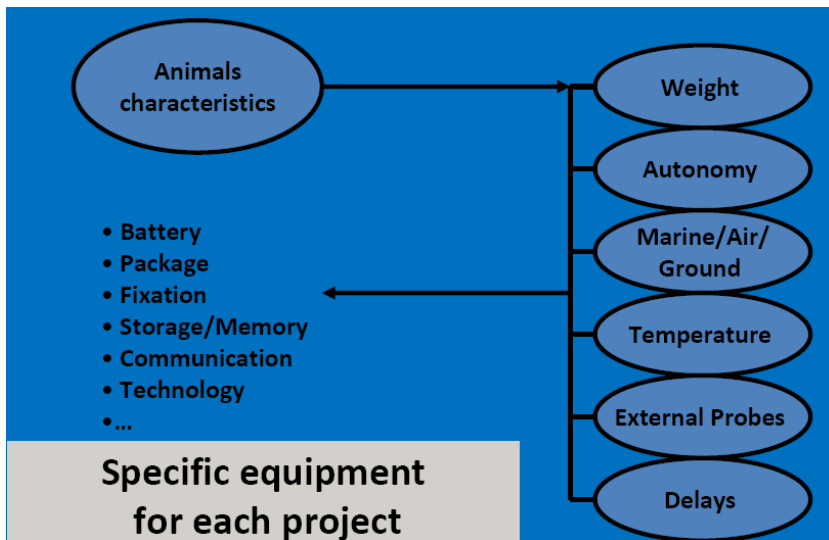 Animals
characteristics
Weight
Autonomy
Marine/Air/
Ground
Temperature
External Probes
Delays
• Battery
• Package
• Fixation
• Storage/Memory
• Communication
• Technology
•...
Specific equipment
for each project